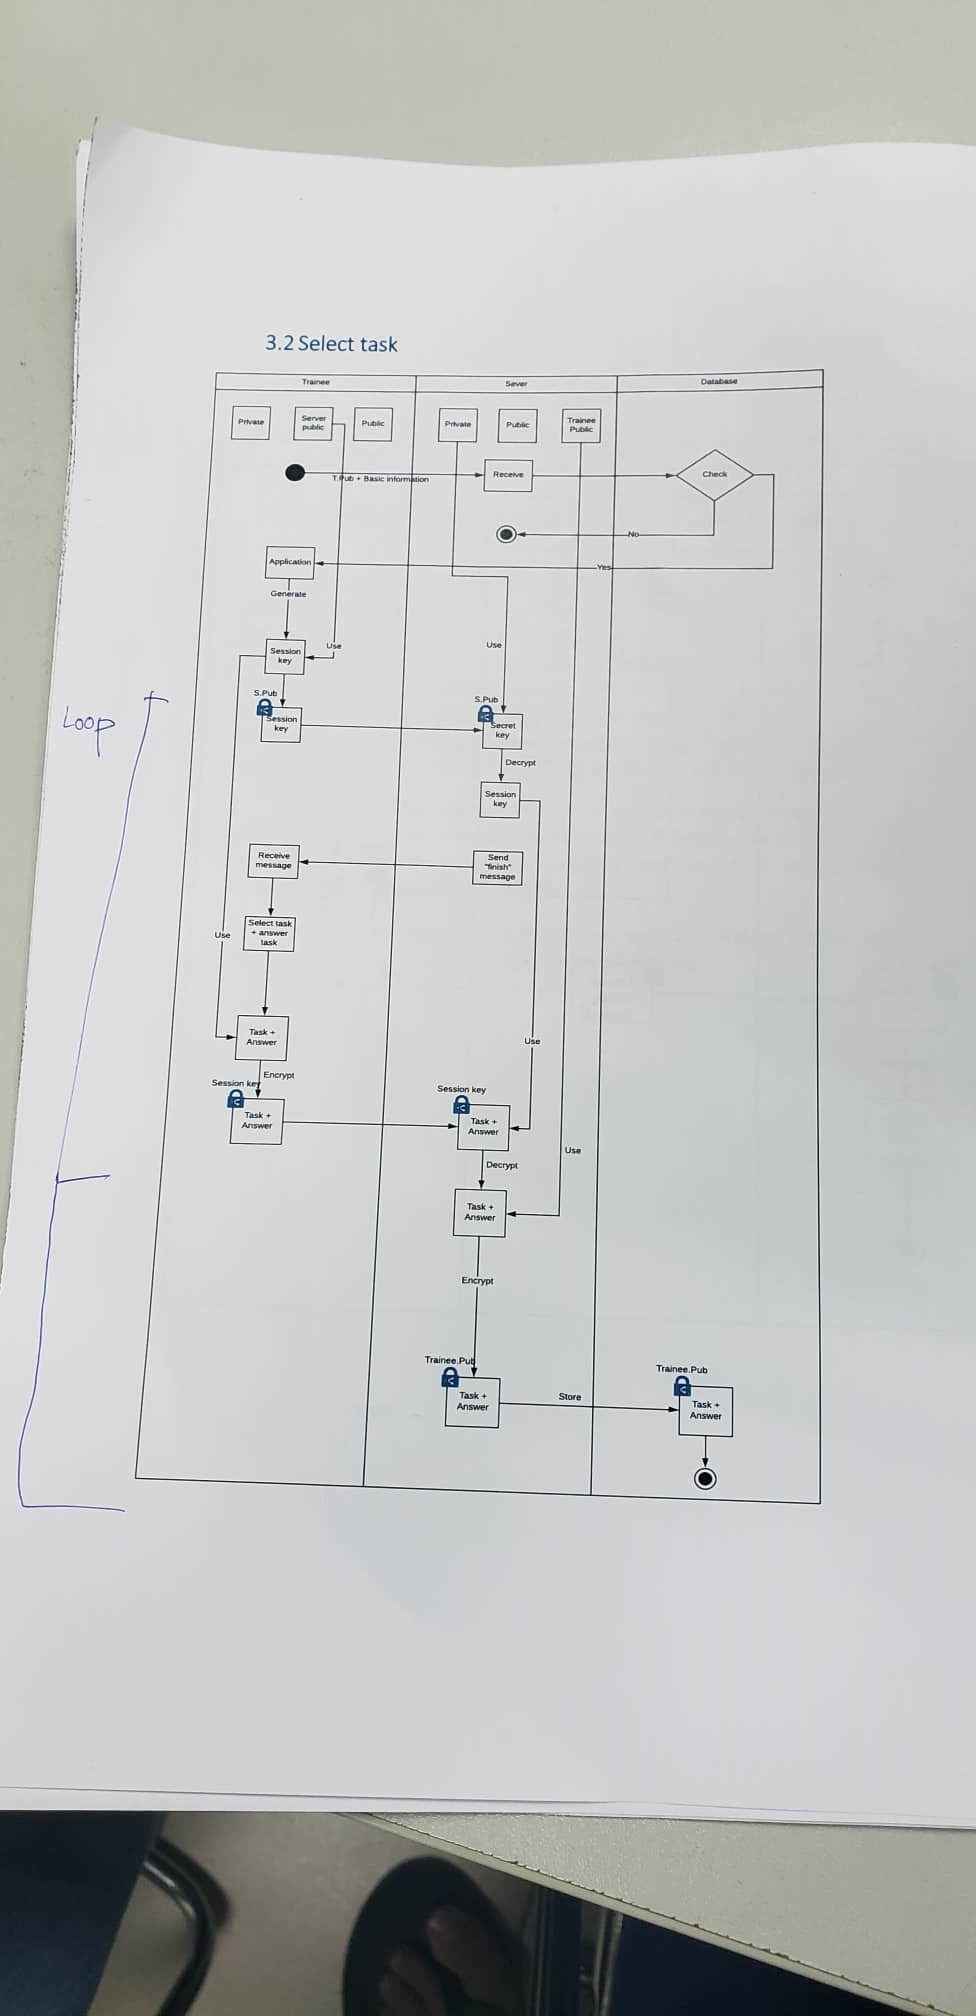 3.2 Select task
Trainee
Sever
Database
Private
Server
public
Public
Private
Public
Trainee
Public
T.Pub + Basic information
Receive
Check
No
Yes
Application
Generate
Session
key
Use
Use
S.Pub
Session
key
S.Pub
Secret
key
Decrypt
Session
key
Loop
Receive
message
Send
"finish"
message
Select task
+ answer
task
Use
Task +
Answer
Use
Encrypt
Session key
Task +
Answer
Session key
Task +
Answer
Use
Decrypt
Task +
Answer
Encrypt
Trainee.Pub
Task +
Answer
Store
Trainee.Pub
Task +
Answer